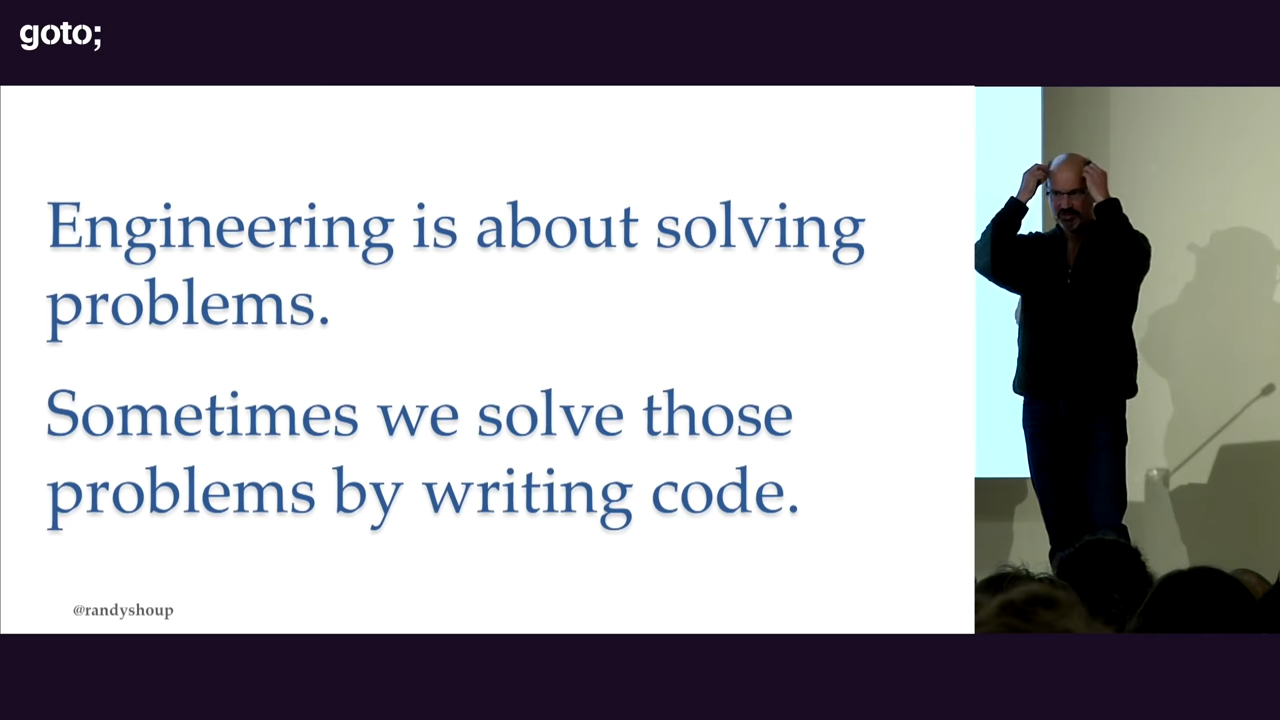 goto;
Engineering is about solving
problems.
Sometimes we solve those
problems by writing code.
@randyshoup